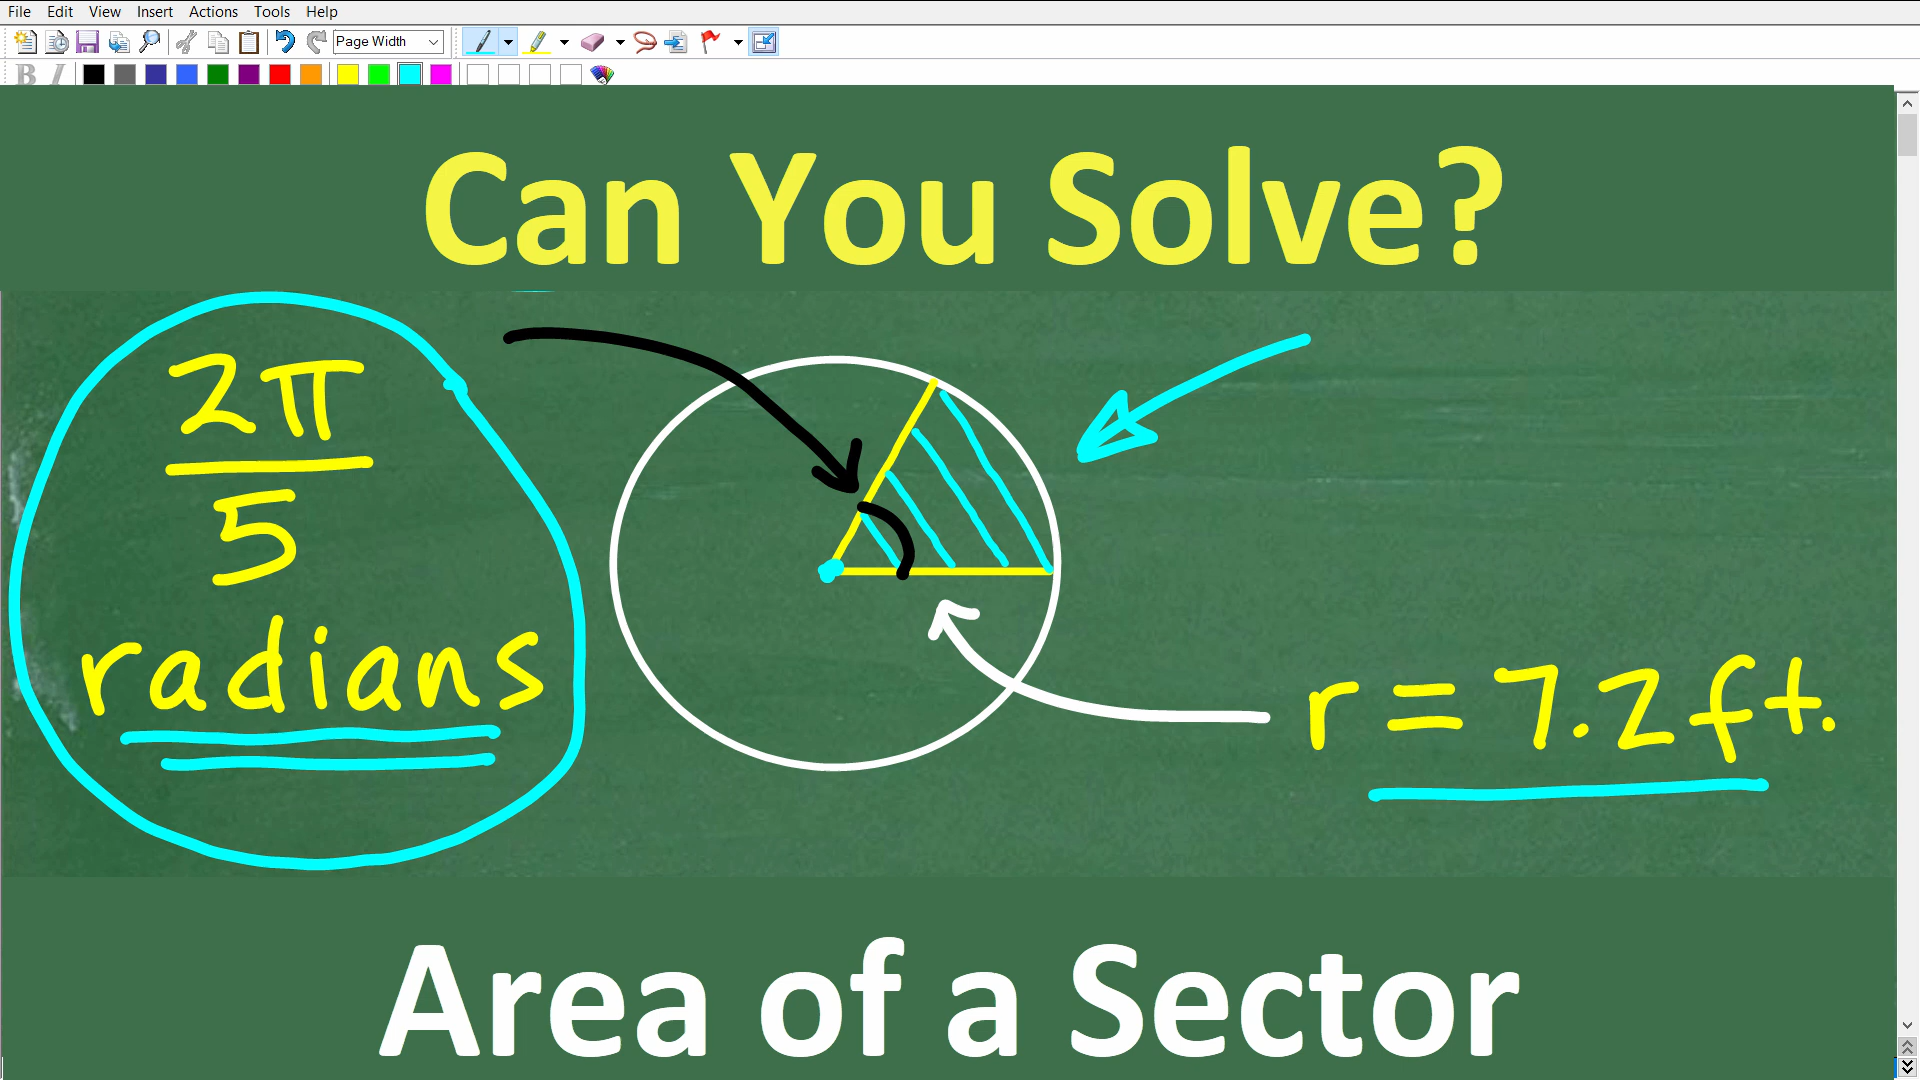 File Edit View Insert Actions Tools Help
Page Width
B I
Can You Solve?
2π
5
radians
r = 7.2 ft.
Area of a Sector